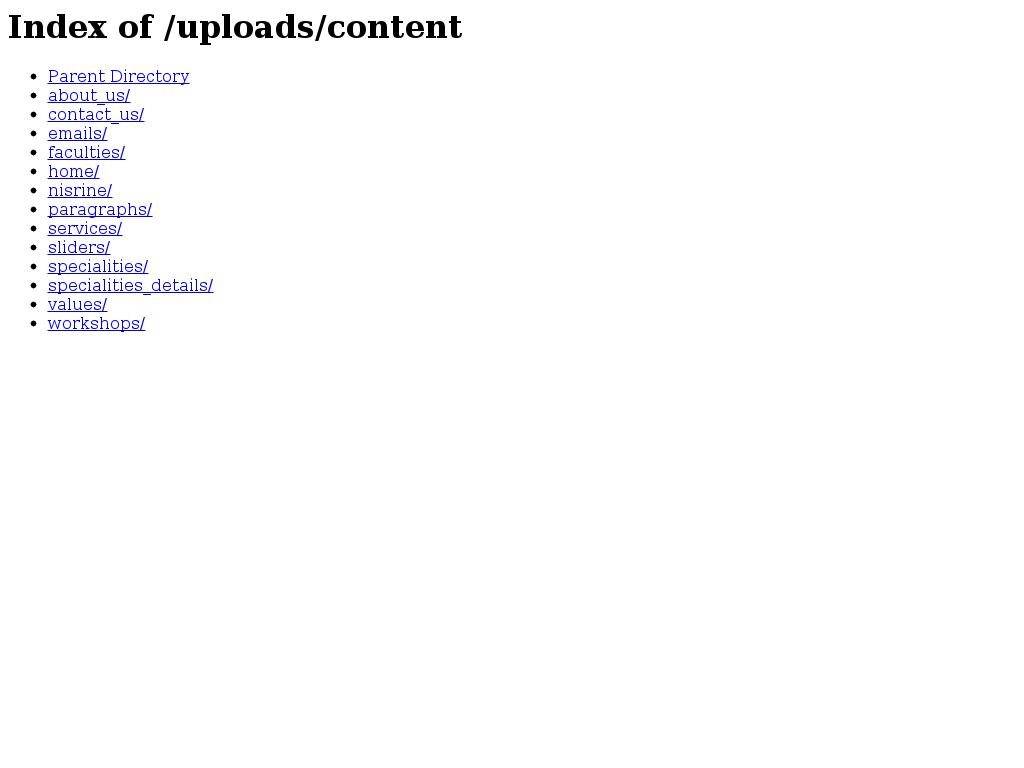 Index of /uploads/content
Parent Directory
about_us/
contact_us/
emails/
faculties/
home/
nisrine/
paragraphs/
services/
sliders/
specialities/
specialities_details/
values/
workshops/